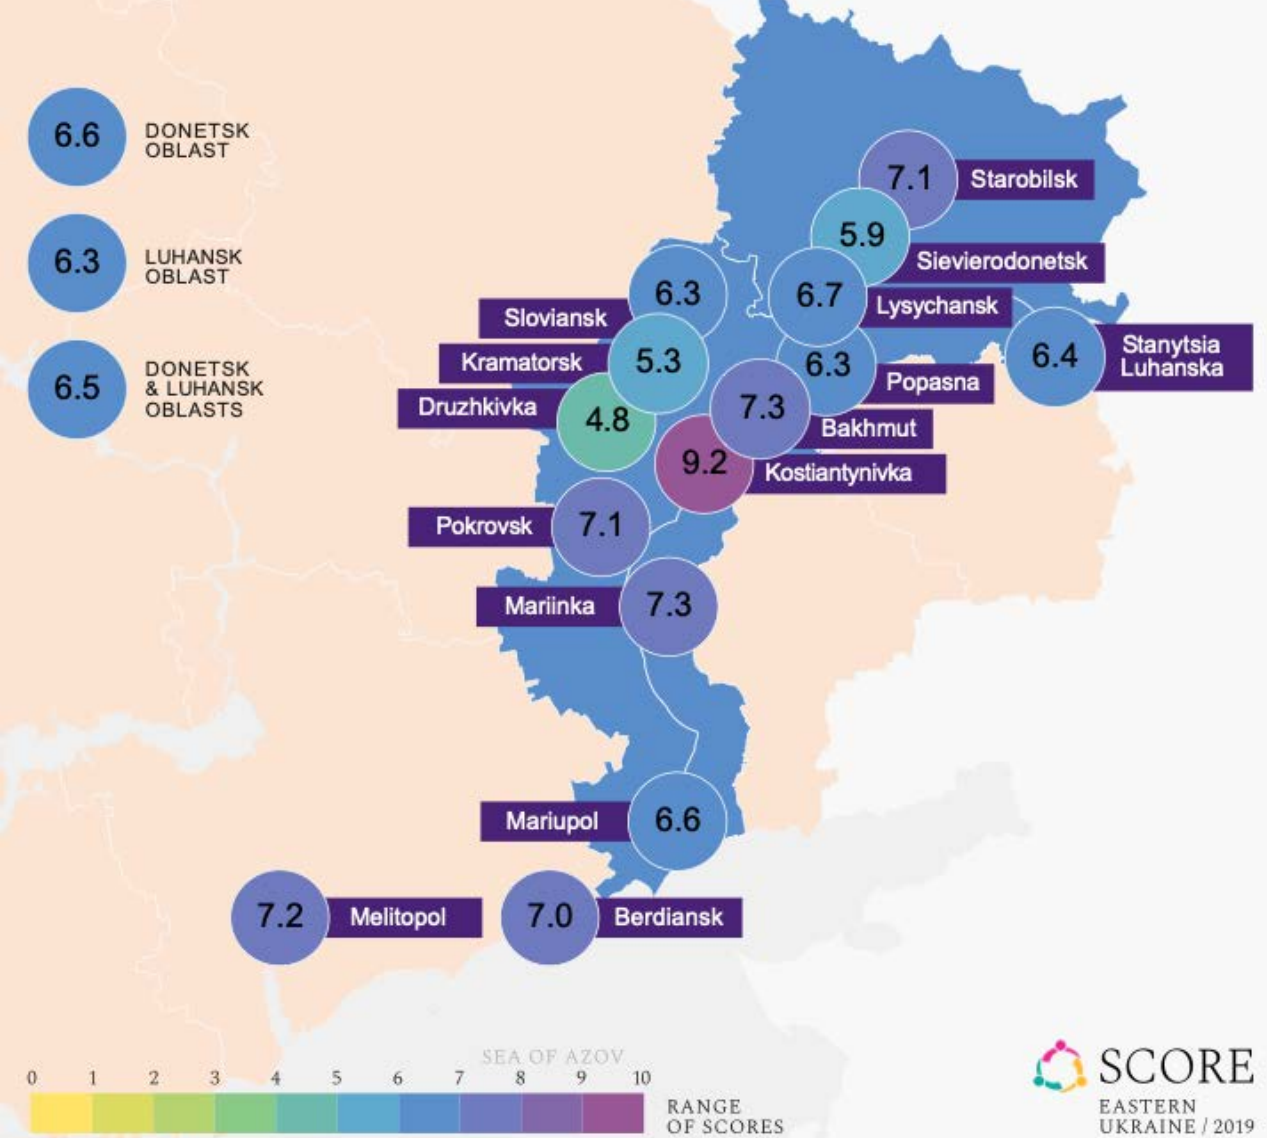 6.6
DONETSK
OBLAST
6.3
LUHANSK
OBLAST
6.5
DONETSK
& LUHANSK
OBLASTS
7.1
Starobilsk
5.9
Sievierodonetsk
6.3
Sloviansk
6.7
Lysychansk
6.4
Stanytsia
Luhanska
5.3
Kramatorsk
6.3
Popasna
4.8
Druzhkivka
7.3
Bakhmut
9.2
Kostiantynivka
Pokrovsk
7.1
Mariinka
7.3
Mariupol
6.6
7.2
Melitopol
7.0
Berdiansk
SEA OF AZOV
0 1 2 3 4 5 6 7 8 9 10
RANGE
OF SCORES
SCORE
EASTERN
UKRAINE / 2019